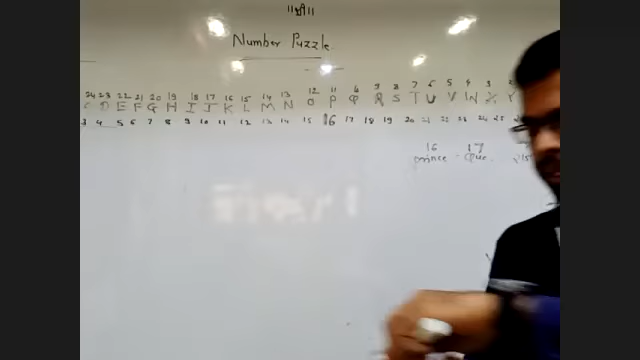 ॥श्री॥
Number Puzzle
24 23 22 21 20 19 18 17 16 15 14 13 12 11 10 9 8 7 6 5 4 3 2
C D E F G H I J K L M N O P Q R S T U V W X Y
3 4 5 6 7 8 9 10 11 12 13 14 15 16 17 18 19 20 21 22 23 24 25
16 17
prince - Que